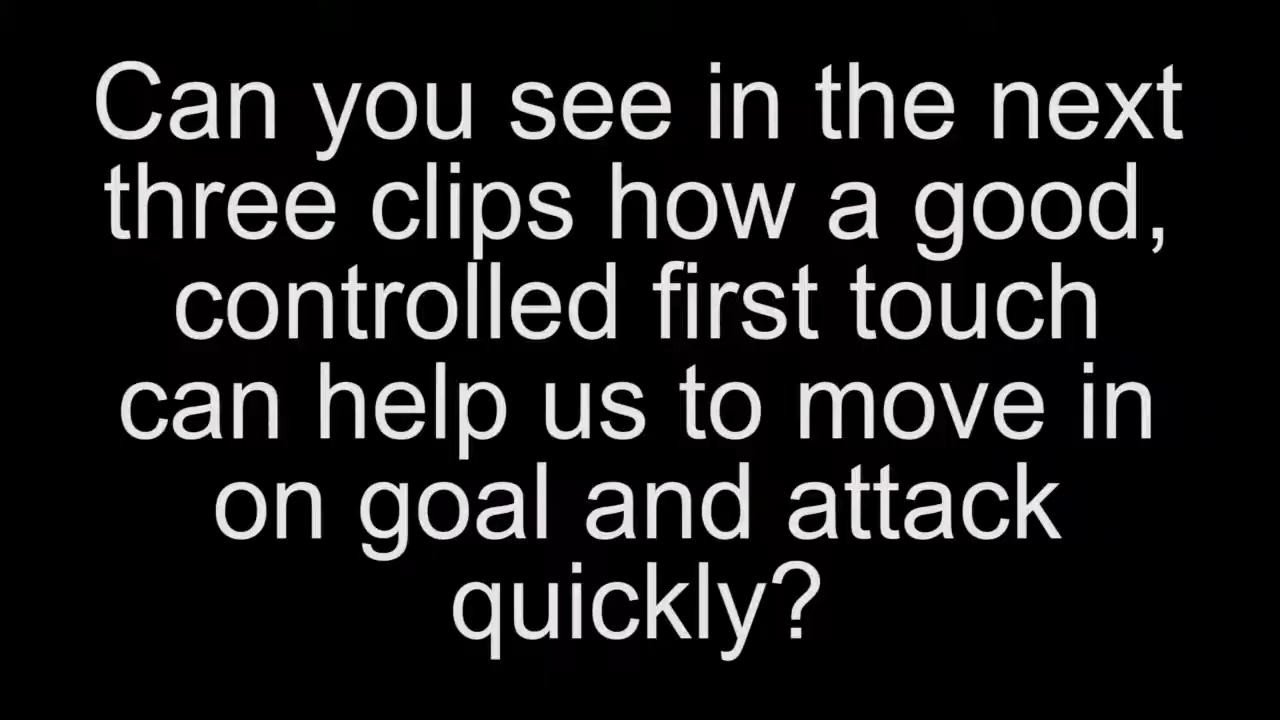 Can you see in the next
three clips how a good,
controlled first touch
can help us to move in
on goal and attack
quickly?